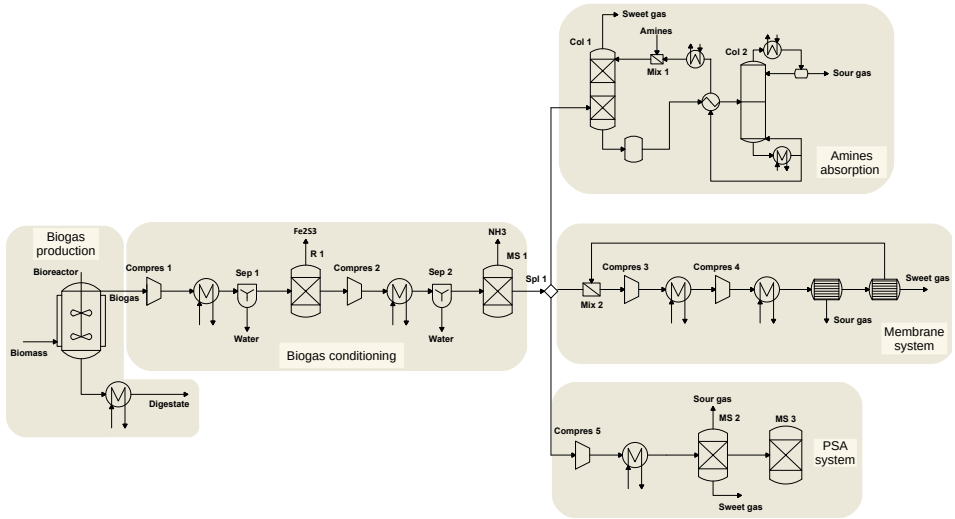 Sweet gas
Amines
Col 1
Col 2
Mix 1
Sour gas
Amines
absorption
Biogas
production
Bioreactor
Biogas
Biomass
Digestate
Compres 1
Sep 1
Water
Fe2S3
R 1
Compres 2
Sep 2
Water
NH3
MS 1
Biogas conditioning
Spl 1
Mix 2
Compres 3
Compres 4
Sour gas
Sweet gas
Membrane
system
Compres 5
Sour gas
MS 2
MS 3
Sweet gas
PSA
system